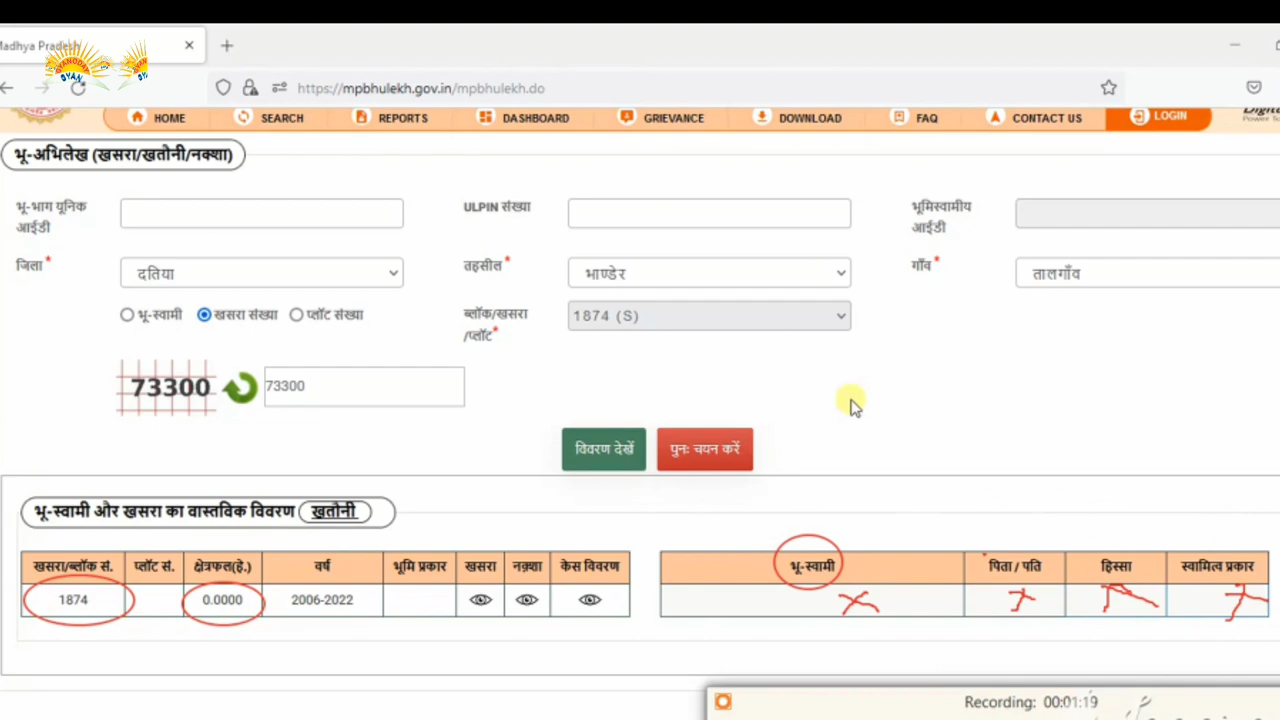 Madhya Pradesh
GYANODAY
GYAN
https://mpbhulekh.gov.in/mpbhulekh.do
HOME SEARCH REPORTS DASHBOARD GRIEVANCE DOWNLOAD FAQ CONTACT US LOGIN
भू-अभिलेख (खसरा/खतोनी/नक्शा)
भू-भाग यूनिक आईडी
ULPIN संख्या
भूमिस्वामीय आईडी
जिला* दतिया तहसील* भाण्डेर गाँव* तालगाँव
भू-स्वामी खसरा संख्या प्लॉट संख्या ब्लॉक/खसरा/प्लॉट* 1874 (S)
73300 73300
विवरण देखें पुनः चयन करें
भू-स्वामी और खसरा का वास्तविक विवरण खतोनी
खसरा/ब्लॉक सं. प्लॉट सं. क्षेत्रफल(हे.) वर्ष भूमि प्रकार खसरा नक़्शा केस विवरण भू-स्वामी पिता / पति हिस्सा स्वामित्व प्रकार
1874 0.0000 2006-2022
Recording: 00:01:19